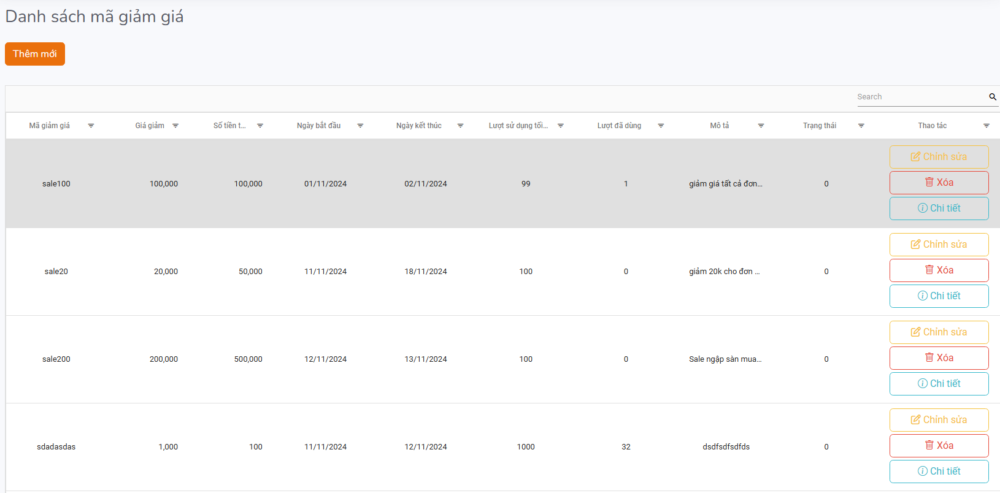 Danh sách mã giảm giá
Thêm mới
Search
Mã giảm giá Giá giảm Số tiền t... Ngày bắt đầu Ngày kết thúc Lượt sử dụng tối... Lượt đã dùng Mô tả Trạng thái Thao tác
sale100 100,000 100,000 01/11/2024 02/11/2024 99 1 giảm giá tất cả đơn... 0
Chỉnh sửa
Xóa
Chi tiết
sale20 20,000 50,000 11/11/2024 18/11/2024 100 0 giảm 20k cho đơn ... 0
Chỉnh sửa
Xóa
Chi tiết
sale200 200,000 500,000 12/11/2024 13/11/2024 100 0 Sale ngập sàn mua... 0
Chỉnh sửa
Xóa
Chi tiết
sdadasdas 1,000 100 11/11/2024 12/11/2024 1000 32 dsdfsdfsdfds 0
Chỉnh sửa
Xóa
Chi tiết